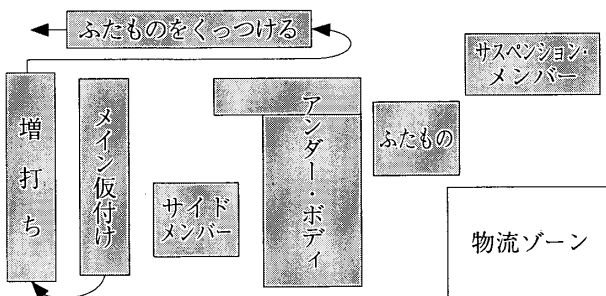 ふたものをくっつける
サスペンション・
メンバー
増打ち
メイン仮付け
アンダー・ボディ
ふたもの
サイド
メンバー
物流ゾーン